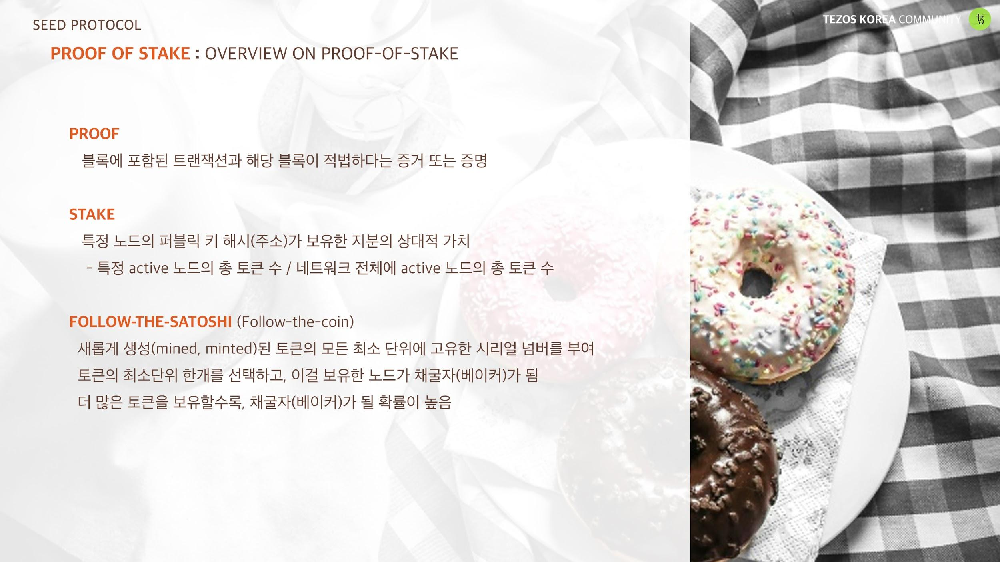 SEED PROTOCOL
TEZOS KOREA COMMUNITY
PROOF OF STAKE : OVERVIEW ON PROOF-OF-STAKE
PROOF
블록에 포함된 트랜잭션과 해당 블록이 적법하다는 증거 또는 증명
STAKE
특정 노드의 퍼블릭 키 해시(주소)가 보유한 지분의 상대적 가치
- 특정 active 노드의 총 토큰 수 / 네트워크 전체에 active 노드의 총 토큰 수
FOLLOW-THE-SATOSHI (Follow-the-coin)
새롭게 생성(mined, minted)된 토큰의 모든 최소 단위에 고유한 시리얼 넘버를 부여
토큰의 최소단위 한개를 선택하고, 이걸 보유한 노드가 채굴자(베이커)가 됨
더 많은 토큰을 보유할수록, 채굴자(베이커)가 될 확률이 높음